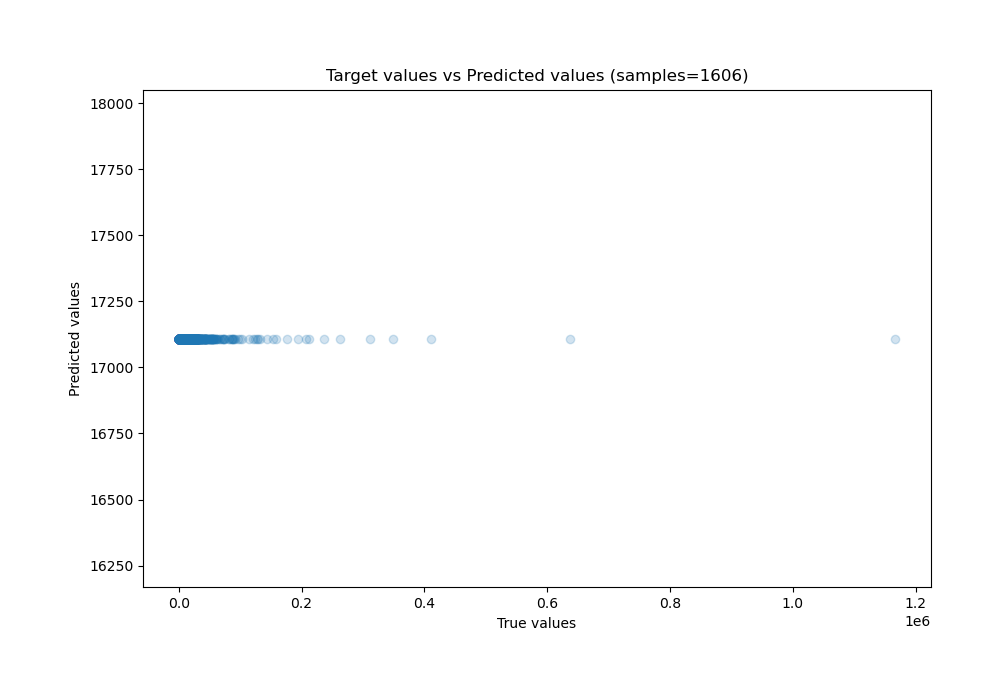 Target values vs Predicted values (samples=1606)
Predicted values
18000
17750
17500
17250
17000
16750
16500
16250
0.0 0.2 0.4 0.6 0.8 1.0 1.2
1e6
True values